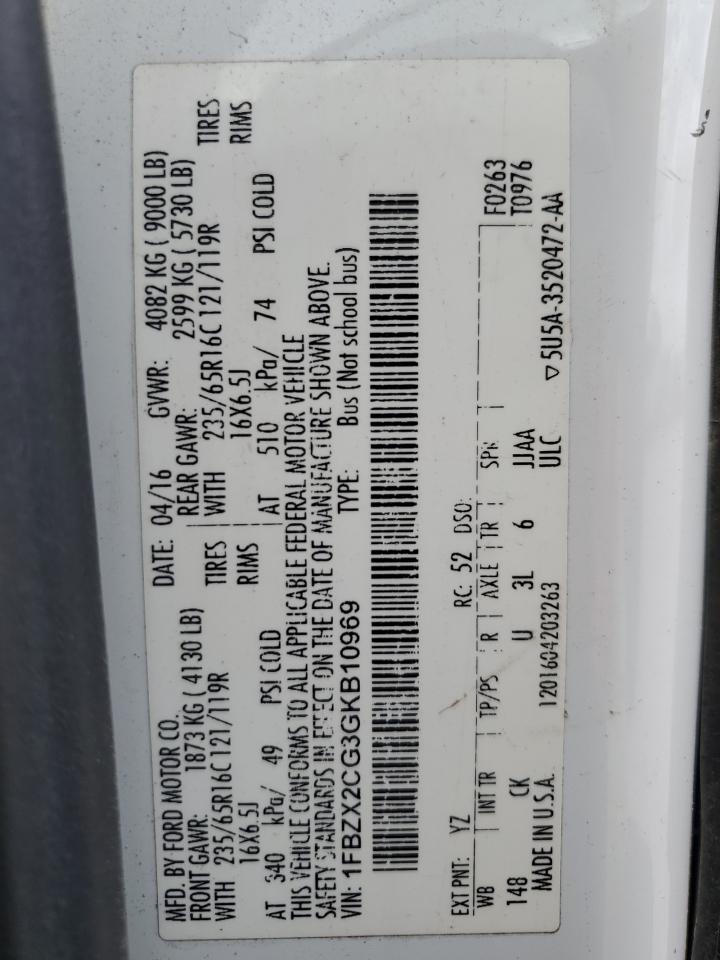 MFD. BY FORD MOTOR CO. DATE: 04/16 GVWR: 4082 KG ( 9000 LB)
FRONT GAWR: 1873 KG ( 4130 LB) REAR GAWR: 2599 KG ( 5730 LB)
WITH 235/65R16C 121/119R TIRES WITH 235/65R16C 121/119R TIRES
16X6.5J RIMS 16X6.5J RIMS
AT 340 kPa/ 49 PSI COLD AT 510 kPa/ 74 PSI COLD
THIS VEHICLE CONFORMS TO ALL APPLICABLE FEDERAL MOTOR VEHICLE
SAFETY STANDARDS IN EFFECT ON THE DATE OF MANUFACTURE SHOWN ABOVE.
VIN: 1FBZX2CG3GKB10969 TYPE: Bus (Not school bus)
EXT PNT: YZ RC: 52 DSO: F0263
WB INT TR TP/PS R AXLE TR SPR T0976
148 CK U 3L 6 JJAA
MADE IN U.S.A. 1201604203263 ULC ▽5U5A-3520472-AA